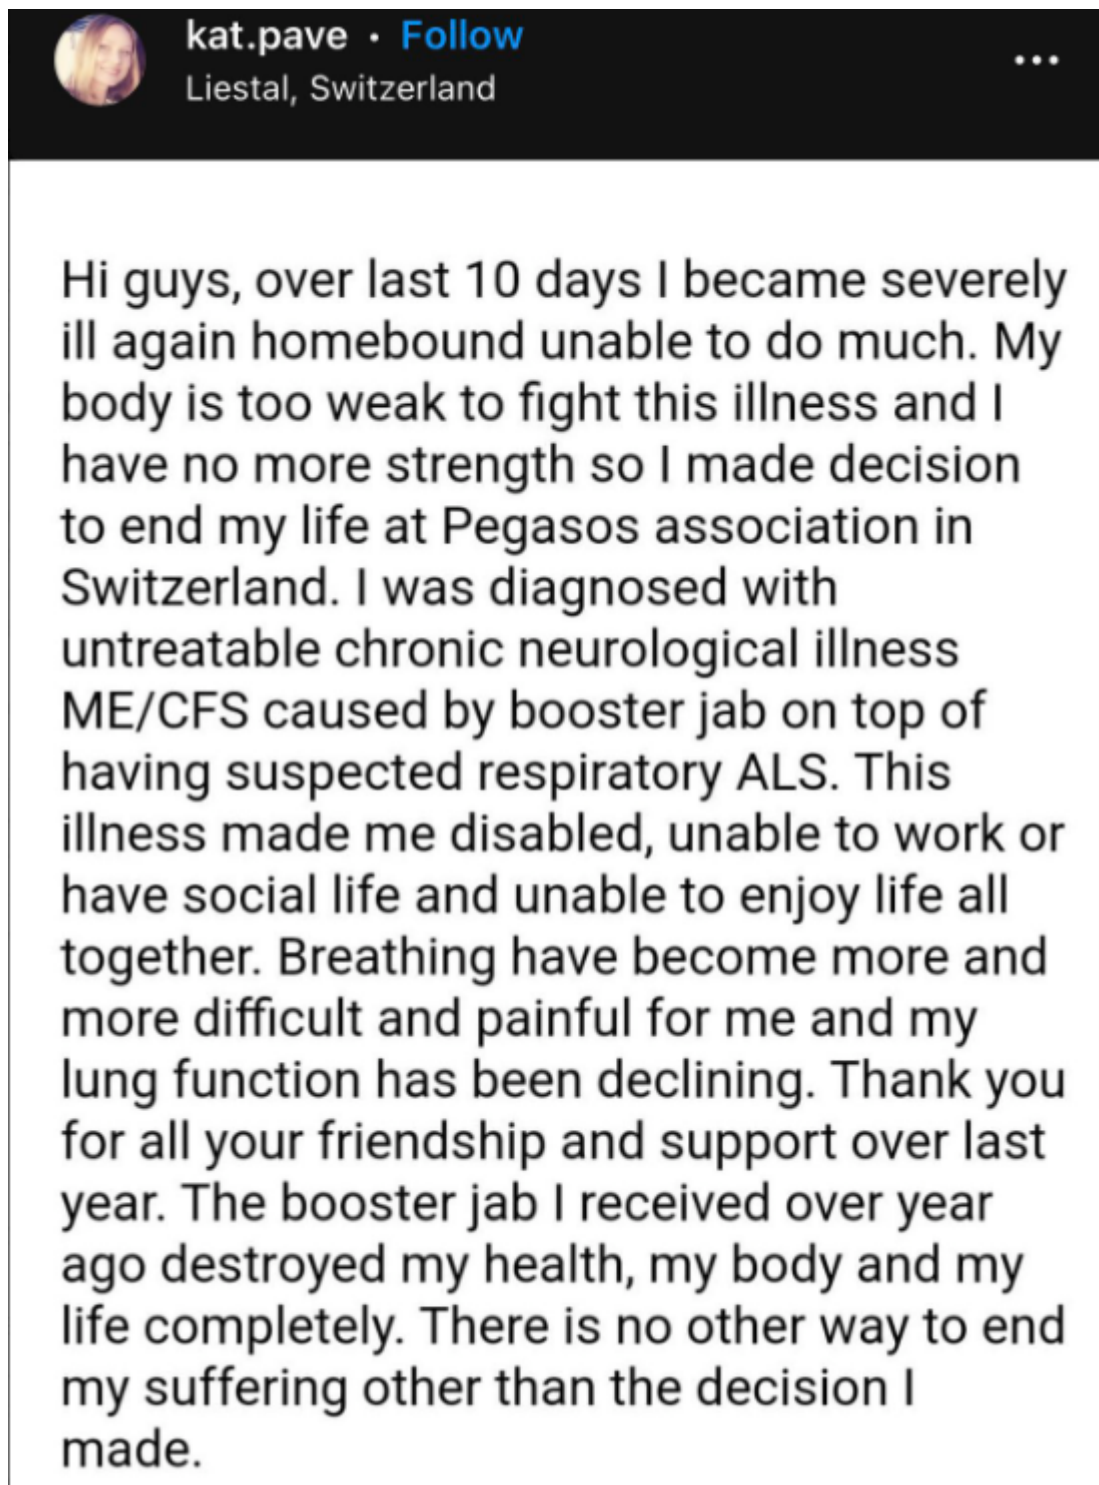 kat.pave • Follow
Liestal, Switzerland
Hi guys, over last 10 days I became severely
ill again homebound unable to do much. My
body is too weak to fight this illness and I
have no more strength so I made decision
to end my life at Pegasos association in
Switzerland. I was diagnosed with
untreatable chronic neurological illness
ME/CFS caused by booster jab on top of
having suspected respiratory ALS. This
illness made me disabled, unable to work or
have social life and unable to enjoy life all
together. Breathing have become more and
more difficult and painful for me and my
lung function has been declining. Thank you
for all your friendship and support over last
year. The booster jab I received over year
ago destroyed my health, my body and my
life completely. There is no other way to end
my suffering other than the decision I
made.